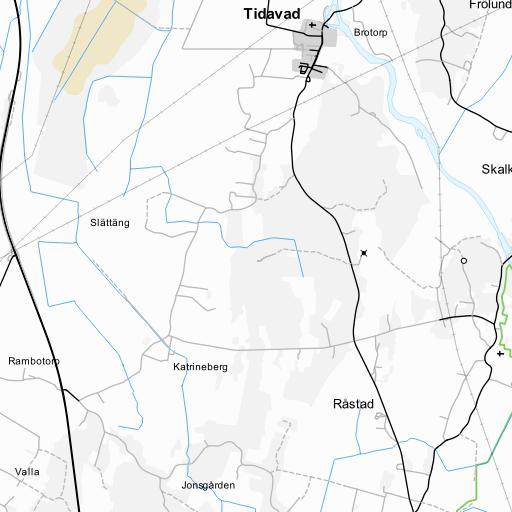 Frolund
Tidavad
Brotorp
Skalk
Slättäng
Rambotorp
Katrineberg
Råstad
Valla
Jonsgården